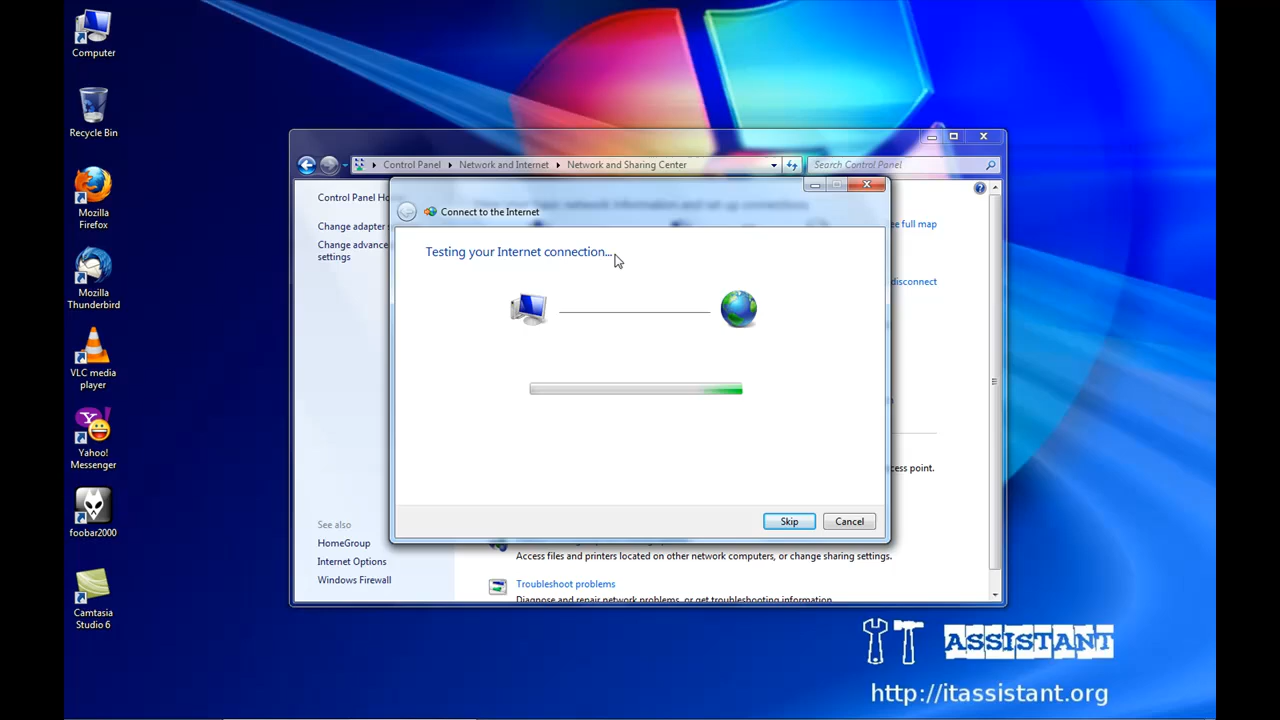 Computer
Recycle Bin
Mozilla
Firefox
Mozilla
Thunderbird
VLC media
player
Yahoo!
Messenger
foobar2000
Camtasia
Studio 6
Control Panel Network and Internet Network and Sharing Center
Search Control Panel
Control Panel Ho
Change adapter s
Change advance
settings
See also
HomeGroup
Internet Options
Windows Firewall
ee full map
disconnect
cess point.
Connect to the Internet
Testing your Internet connection...
Skip
Cancel
Access files and printers located on other network computers, or change sharing settings.
Troubleshoot problems
Diagnose and repair network problems, or get troubleshooting information.
IT ASSISTANT
http://itassistant.org